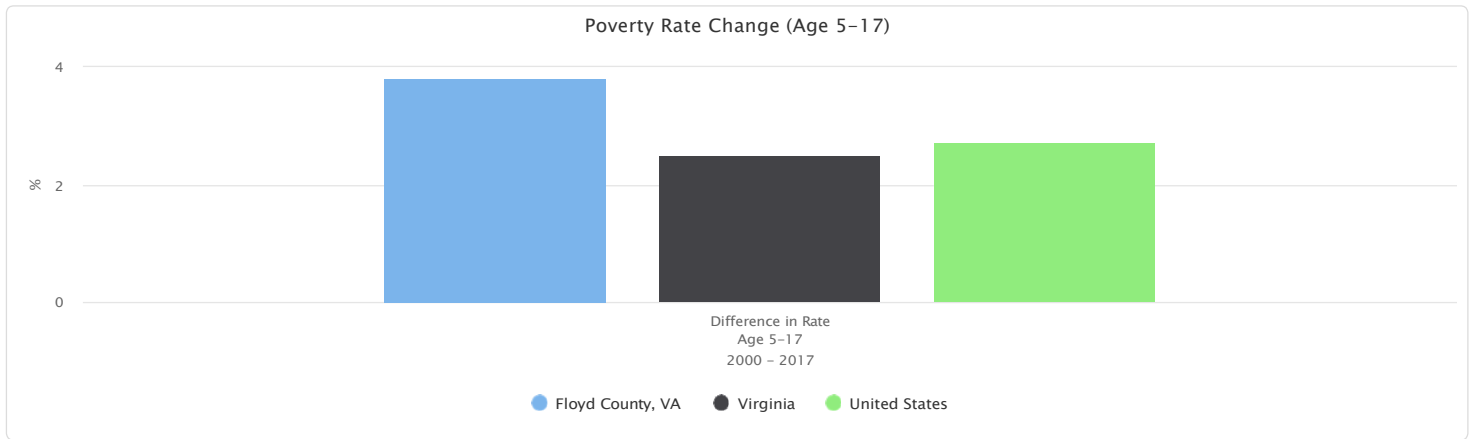 Poverty Rate Change (Age 5-17)
4
%
2
0
Difference in Rate
Age 5-17
2000 - 2017
Floyd County, VA Virginia United States